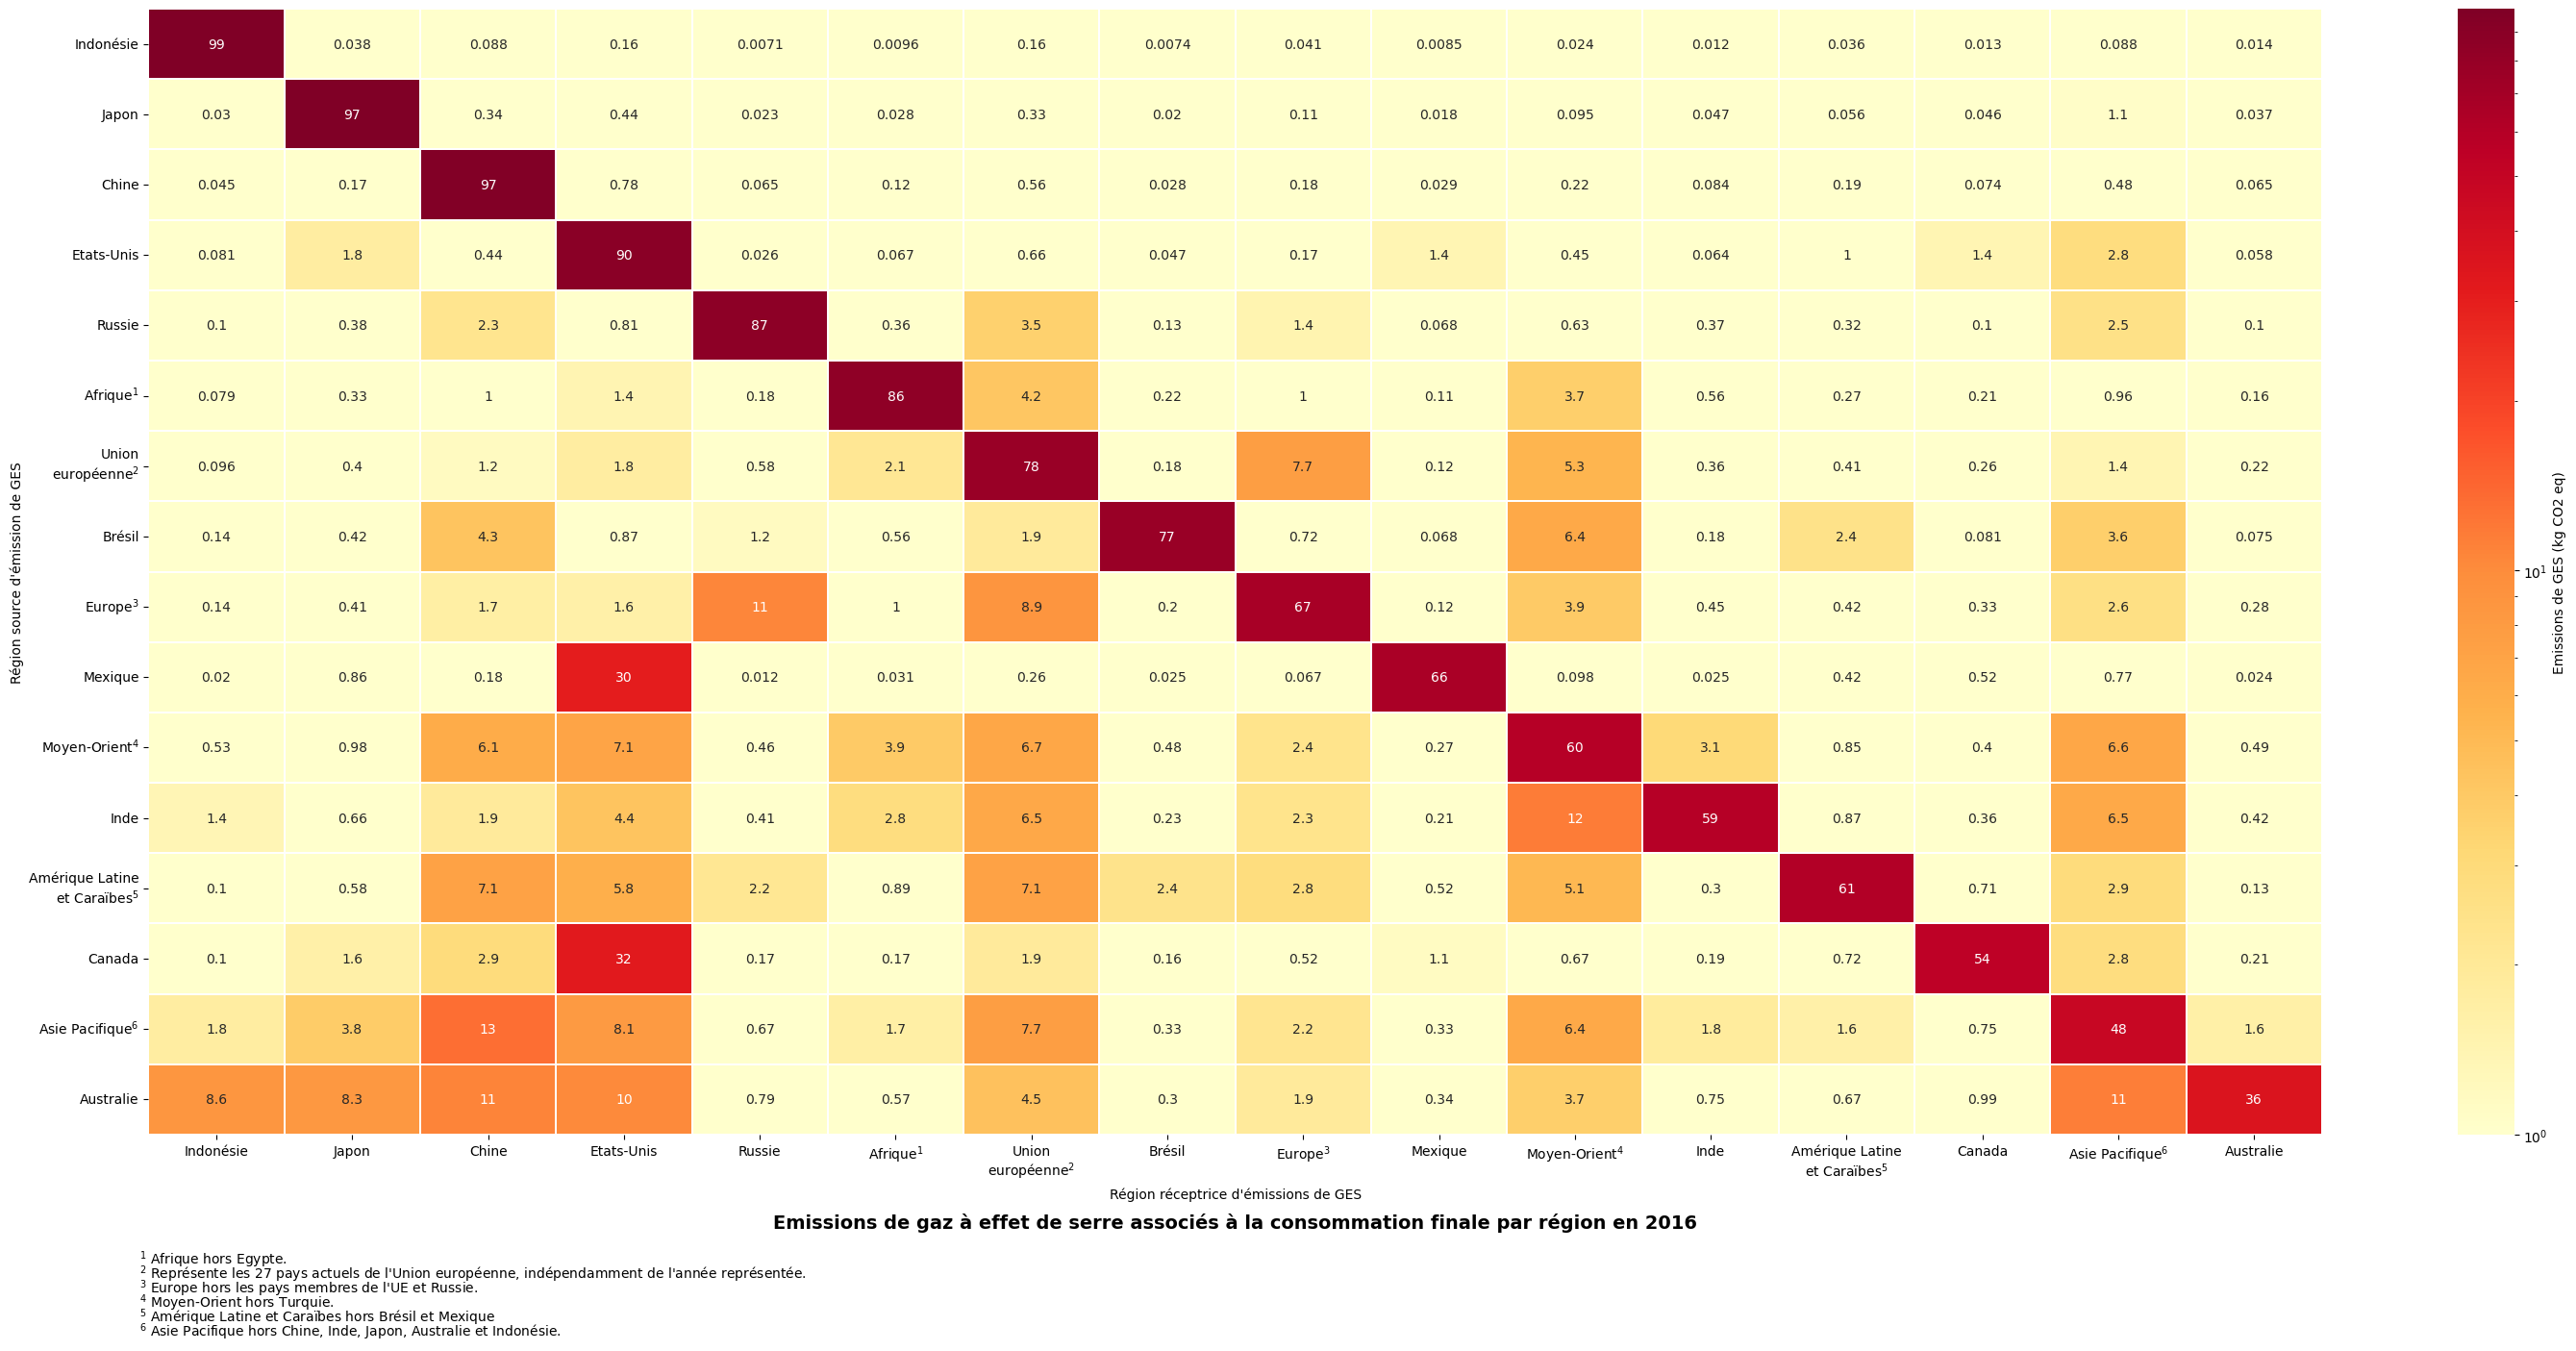 Indonésie 99 0.038 0.088 0.16 0.0071 0.0096 0.16 0.0074 0.041 0.0085 0.024 0.012 0.036 0.013 0.088 0.014
Japon 0.03 97 0.34 0.44 0.023 0.028 0.33 0.02 0.11 0.018 0.095 0.047 0.056 0.046 1.1 0.037
Chine 0.045 0.17 97 0.78 0.065 0.12 0.56 0.028 0.18 0.029 0.22 0.084 0.19 0.074 0.48 0.065
Etats-Unis 0.081 1.8 0.44 90 0.026 0.067 0.66 0.047 0.17 1.4 0.45 0.064 1 1.4 2.8 0.058
Russie 0.1 0.38 2.3 0.81 87 0.36 3.5 0.13 1.4 0.068 0.63 0.37 0.32 0.1 2.5 0.1
Afrique¹ 0.079 0.33 1 1.4 0.18 86 4.2 0.22 1 0.11 3.7 0.56 0.27 0.21 0.96 0.16
Union
européenne² 0.096 0.4 1.2 1.8 0.58 2.1 78 0.18 7.7 0.12 5.3 0.36 0.41 0.26 1.4 0.22
Brésil 0.14 0.42 4.3 0.87 1.2 0.56 1.9 77 0.72 0.068 6.4 0.18 2.4 0.081 3.6 0.075
Europe³ 0.14 0.41 1.7 1.6 11 1 8.9 0.2 67 0.12 3.9 0.45 0.42 0.33 2.6 0.28
Mexique 0.02 0.86 0.18 30 0.012 0.031 0.26 0.025 0.067 66 0.098 0.025 0.42 0.52 0.77 0.024
Moyen-Orient⁴ 0.53 0.98 6.1 7.1 0.46 3.9 6.7 0.48 2.4 0.27 60 3.1 0.85 0.4 6.6 0.49
Inde 1.4 0.66 1.9 4.4 0.41 2.8 6.5 0.23 2.3 0.21 12 59 0.87 0.36 6.5 0.42
Amérique Latine
et Caraïbes⁵ 0.1 0.58 7.1 5.8 2.2 0.89 7.1 2.4 2.8 0.52 5.1 0.3 61 0.71 2.9 0.13
Canada 0.1 1.6 2.9 32 0.17 0.17 1.9 0.16 0.52 1.1 0.67 0.19 0.72 54 2.8 0.21
Asie Pacifique⁶ 1.8 3.8 13 8.1 0.67 1.7 7.7 0.33 2.2 0.33 6.4 1.8 1.6 0.75 48 1.6
Australie 8.6 8.3 11 10 0.79 0.57 4.5 0.3 1.9 0.34 3.7 0.75 0.67 0.99 11 36
Région source d'émission de GES
Indonésie Japon Chine Etats-Unis Russie Afrique¹ Union Brésil Europe³ Mexique Moyen-Orient⁴ Inde Amérique Latine Canada Asie Pacifique⁶ Australie
européenne² et Caraïbes⁵
Région réceptrice d'émissions de GES
10¹
10⁰
Emissions de GES (kg CO2 eq)
Emissions de gaz à effet de serre associés à la consommation finale par région en 2016
¹ Afrique hors Egypte.
² Représente les 27 pays actuels de l'Union européenne, indépendamment de l'année représentée.
³ Europe hors les pays membres de l'UE et Russie.
⁴ Moyen-Orient hors Turquie.
⁵ Amérique Latine et Caraïbes hors Brésil et Mexique
⁶ Asie Pacifique hors Chine, Inde, Japon, Australie et Indonésie.